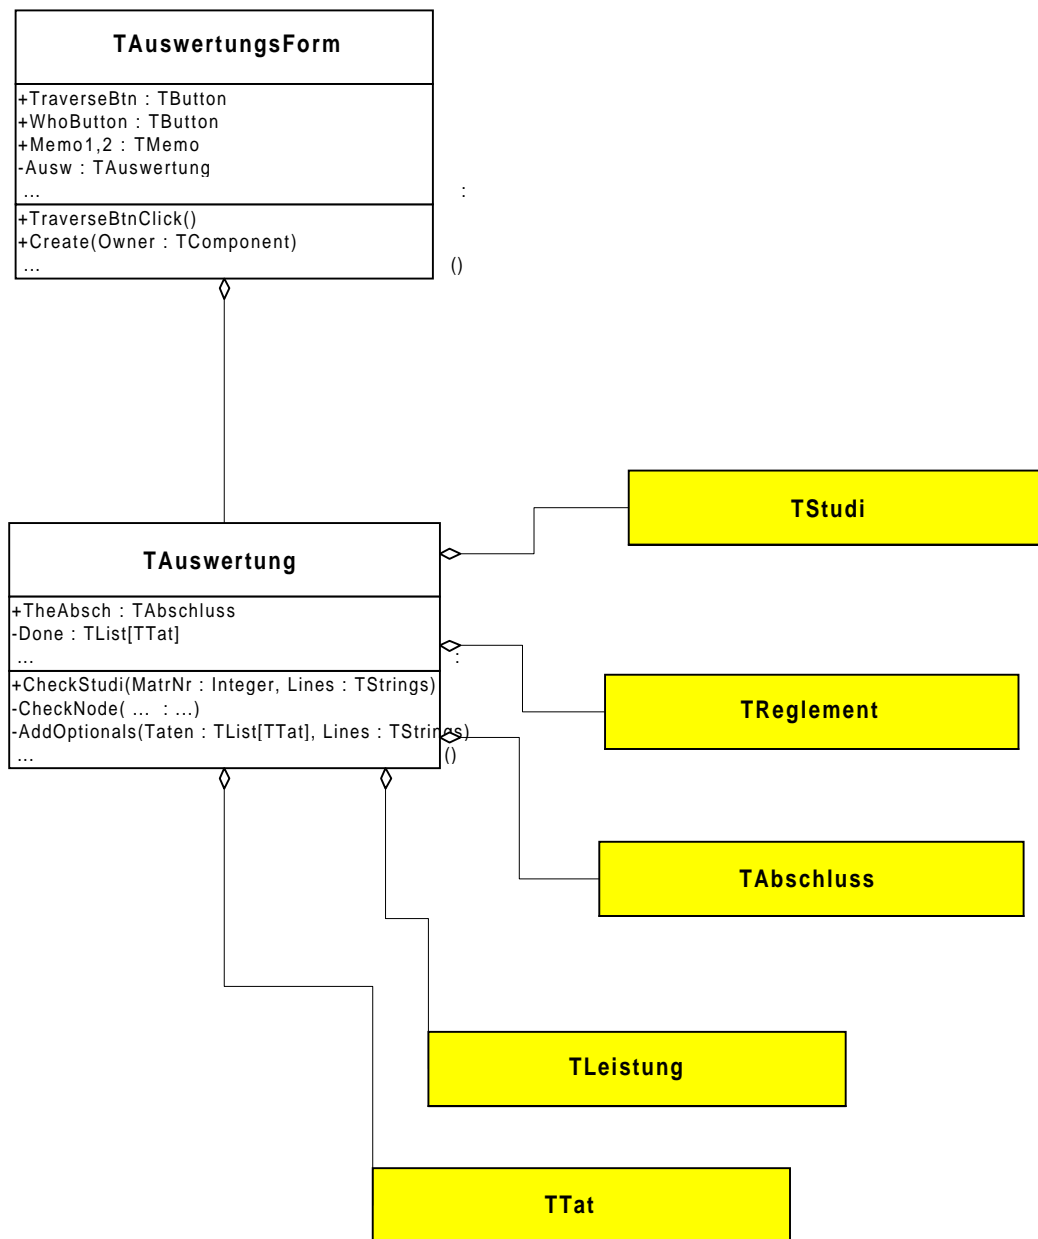 TAuswertungsForm
+TraverseBtn : TButton
+WhoButton : TButton
+Memo1,2 : TMemo
-Ausw : TAuswertung
... :
+TraverseBtnClick()
+Create(Owner : TComponent)
... ()
TStudi
TAuswertung
+TheAbsch : TAbschluss
-Done : TList[TTat]
... :
+CheckStudi(MatrNr : Integer, Lines : TStrings)
-CheckNode( ... : ...)
-AddOptionals(Taten : TList[TTat], Lines : TStrings)
... ()
TReglement
TAbschluss
TLeistung
TTat